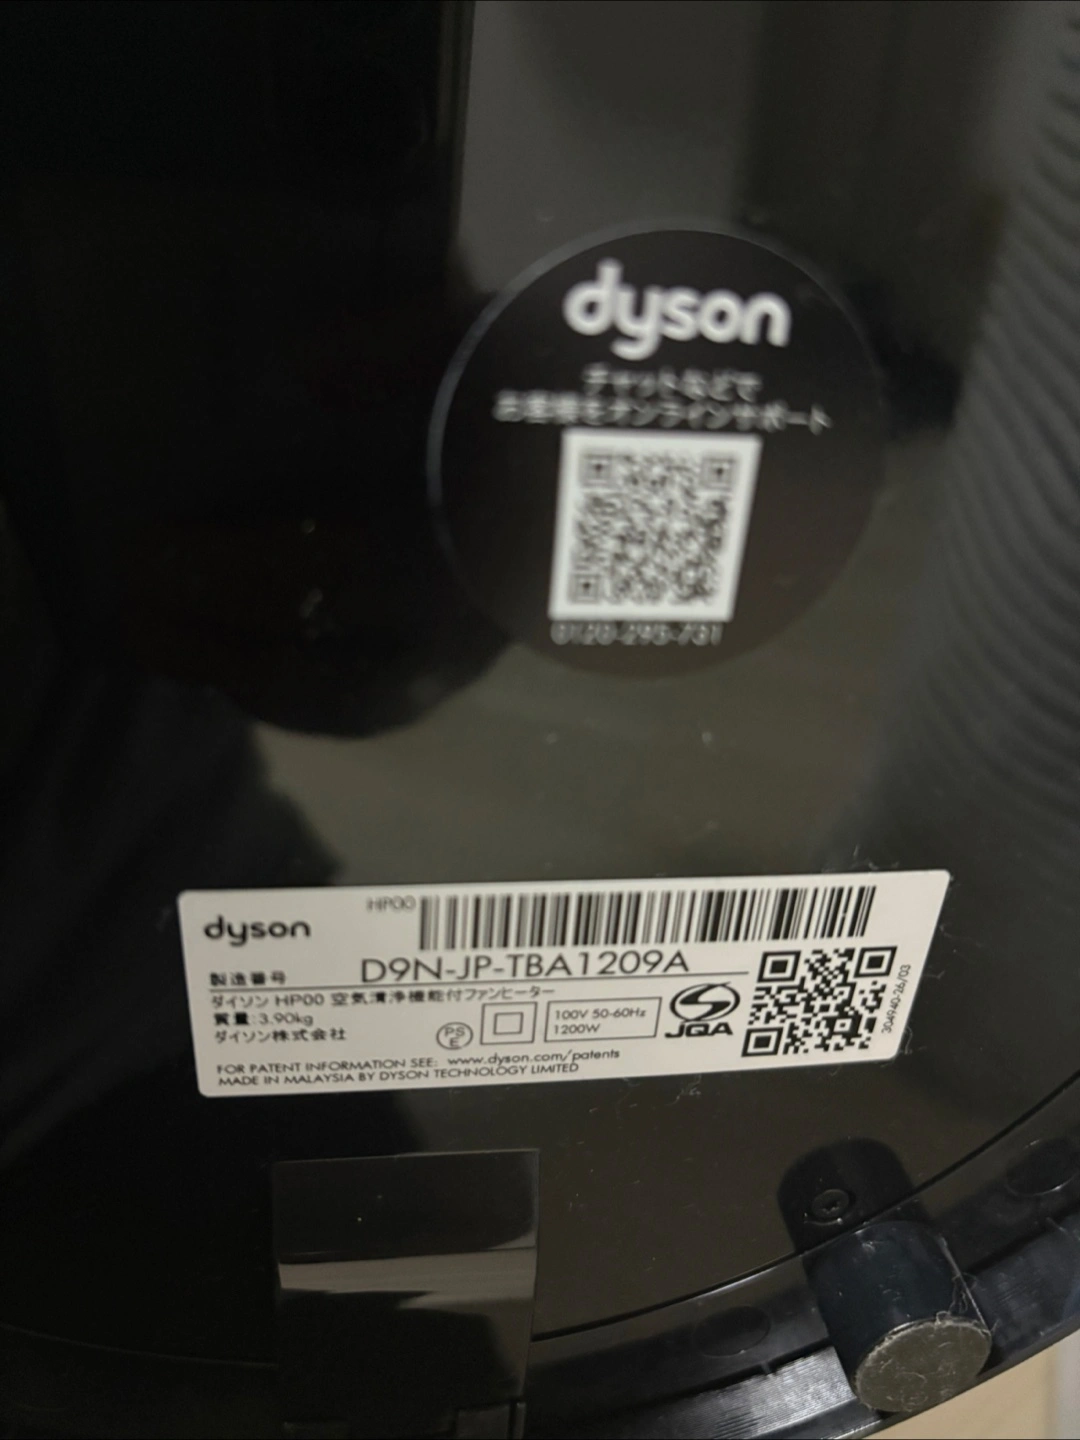 dyson
チャットなどで
お客様をオンラインサポート
0120-295-731
HP00
dyson
製造番号 D9N-JP-TBA1209A
ダイソン HP00 空気清浄機能付ファンヒーター
質量:3.90kg
ダイソン株式会社
PS
E
100V 50-60Hz
1200W
JQA
304940-26/03
FOR PATENT INFORMATION SEE: www.dyson.com/patents
MADE IN MALAYSIA BY DYSON TECHNOLOGY LIMITED